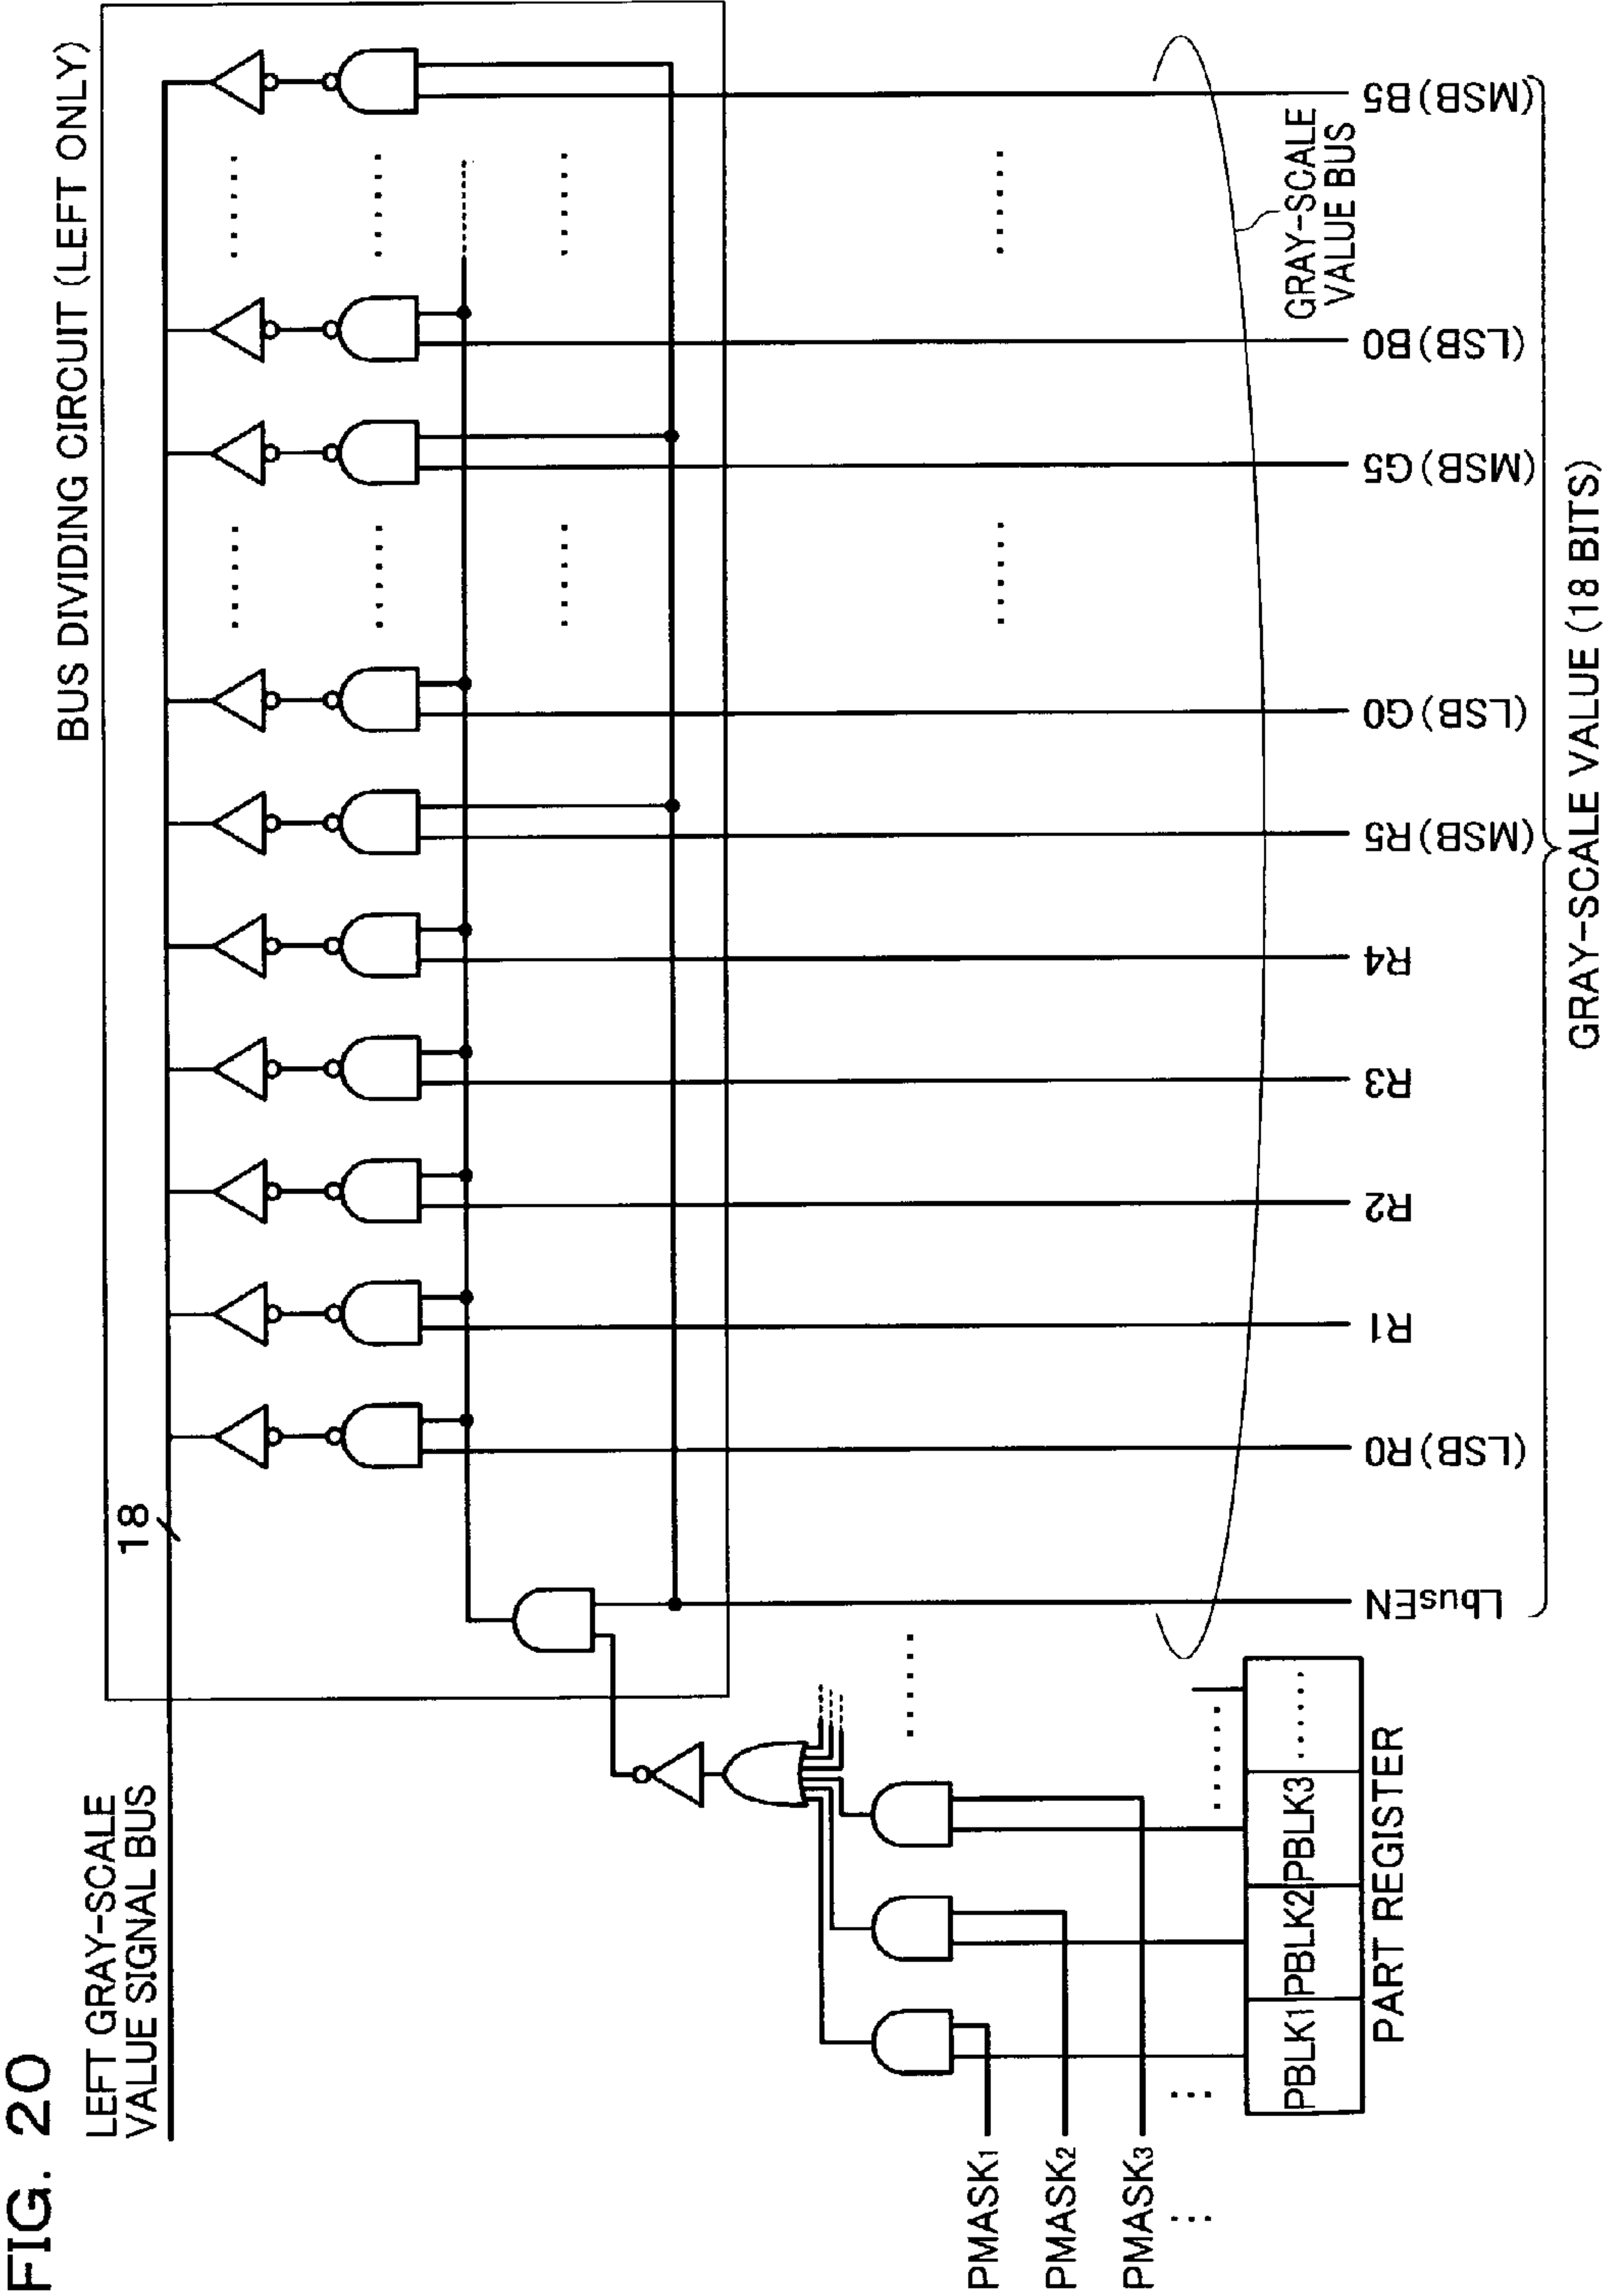 FIG. 20
LEFT GRAY-SCALE
VALUE SIGNAL BUS
BUS DIVIDING CIRCUIT (LEFT ONLY)
18
PMASK1
PMASK2
PMASK3
PBLK1
PBLK2
PBLK3
PART REGISTER
LbusEN
(LSB)R0
R1
R2
R3
R4
(MSB)R5
(LSB)G0
(MSB)G5
(LSB)B0
(MSB)B5
GRAY-SCALE
VALUE BUS
GRAY-SCALE VALUE (18 BITS)